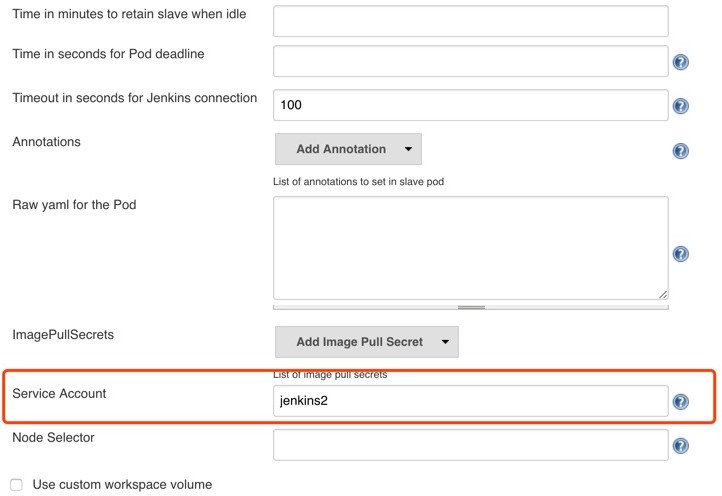 Time in minutes to retain slave when idle
Time in seconds for Pod deadline
Timeout in seconds for Jenkins connection
100
Annotations
Add Annotation
List of annotations to set in slave pod
Raw yaml for the Pod
ImagePullSecrets
Add Image Pull Secret
List of image pull secrets
Service Account
jenkins2
Node Selector
Use custom workspace volume